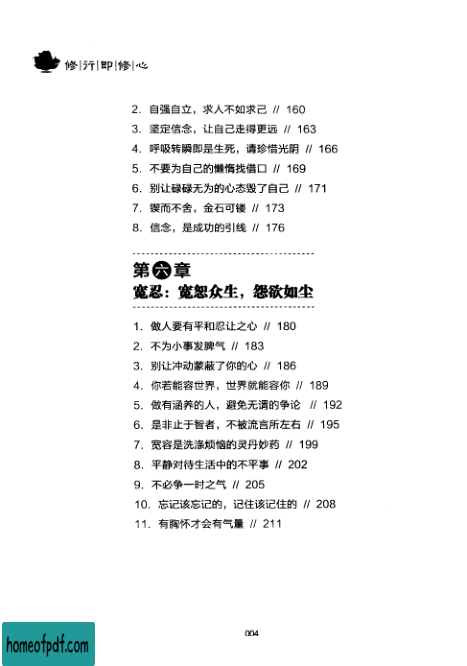 修|行|即|修|心
2. 自强自立，求人不如求己 // 160
3. 坚定信念，让自己走得更远 // 163
4. 呼吸转瞬即是生死，请珍惜光阴 // 166
5. 不要为自己的懒惰找借口 // 169
6. 别让碌碌无为的心态毁了自己 // 171
7. 锲而不舍，金石可镂 // 173
8. 信念，是成功的引线 // 176
第六章
宽忍：宽恕众生，怨欲如尘
1. 做人要有平和忍让之心 // 180
2. 不为小事发脾气 // 183
3. 别让冲动蒙蔽了你的心 // 186
4. 你若能容世界，世界就能容你 // 189
5. 做有涵养的人，避免无谓的争论 // 192
6. 是非止于智者，不被流言所左右 // 195
7. 宽容是洗涤烦恼的灵丹妙药 // 199
8. 平静对待生活中的不平事 // 202
9. 不必争一时之气 // 205
10. 忘记该忘记的，记住该记住的 // 208
11. 有胸怀才会有气量 // 211
004
homeofpdf.com